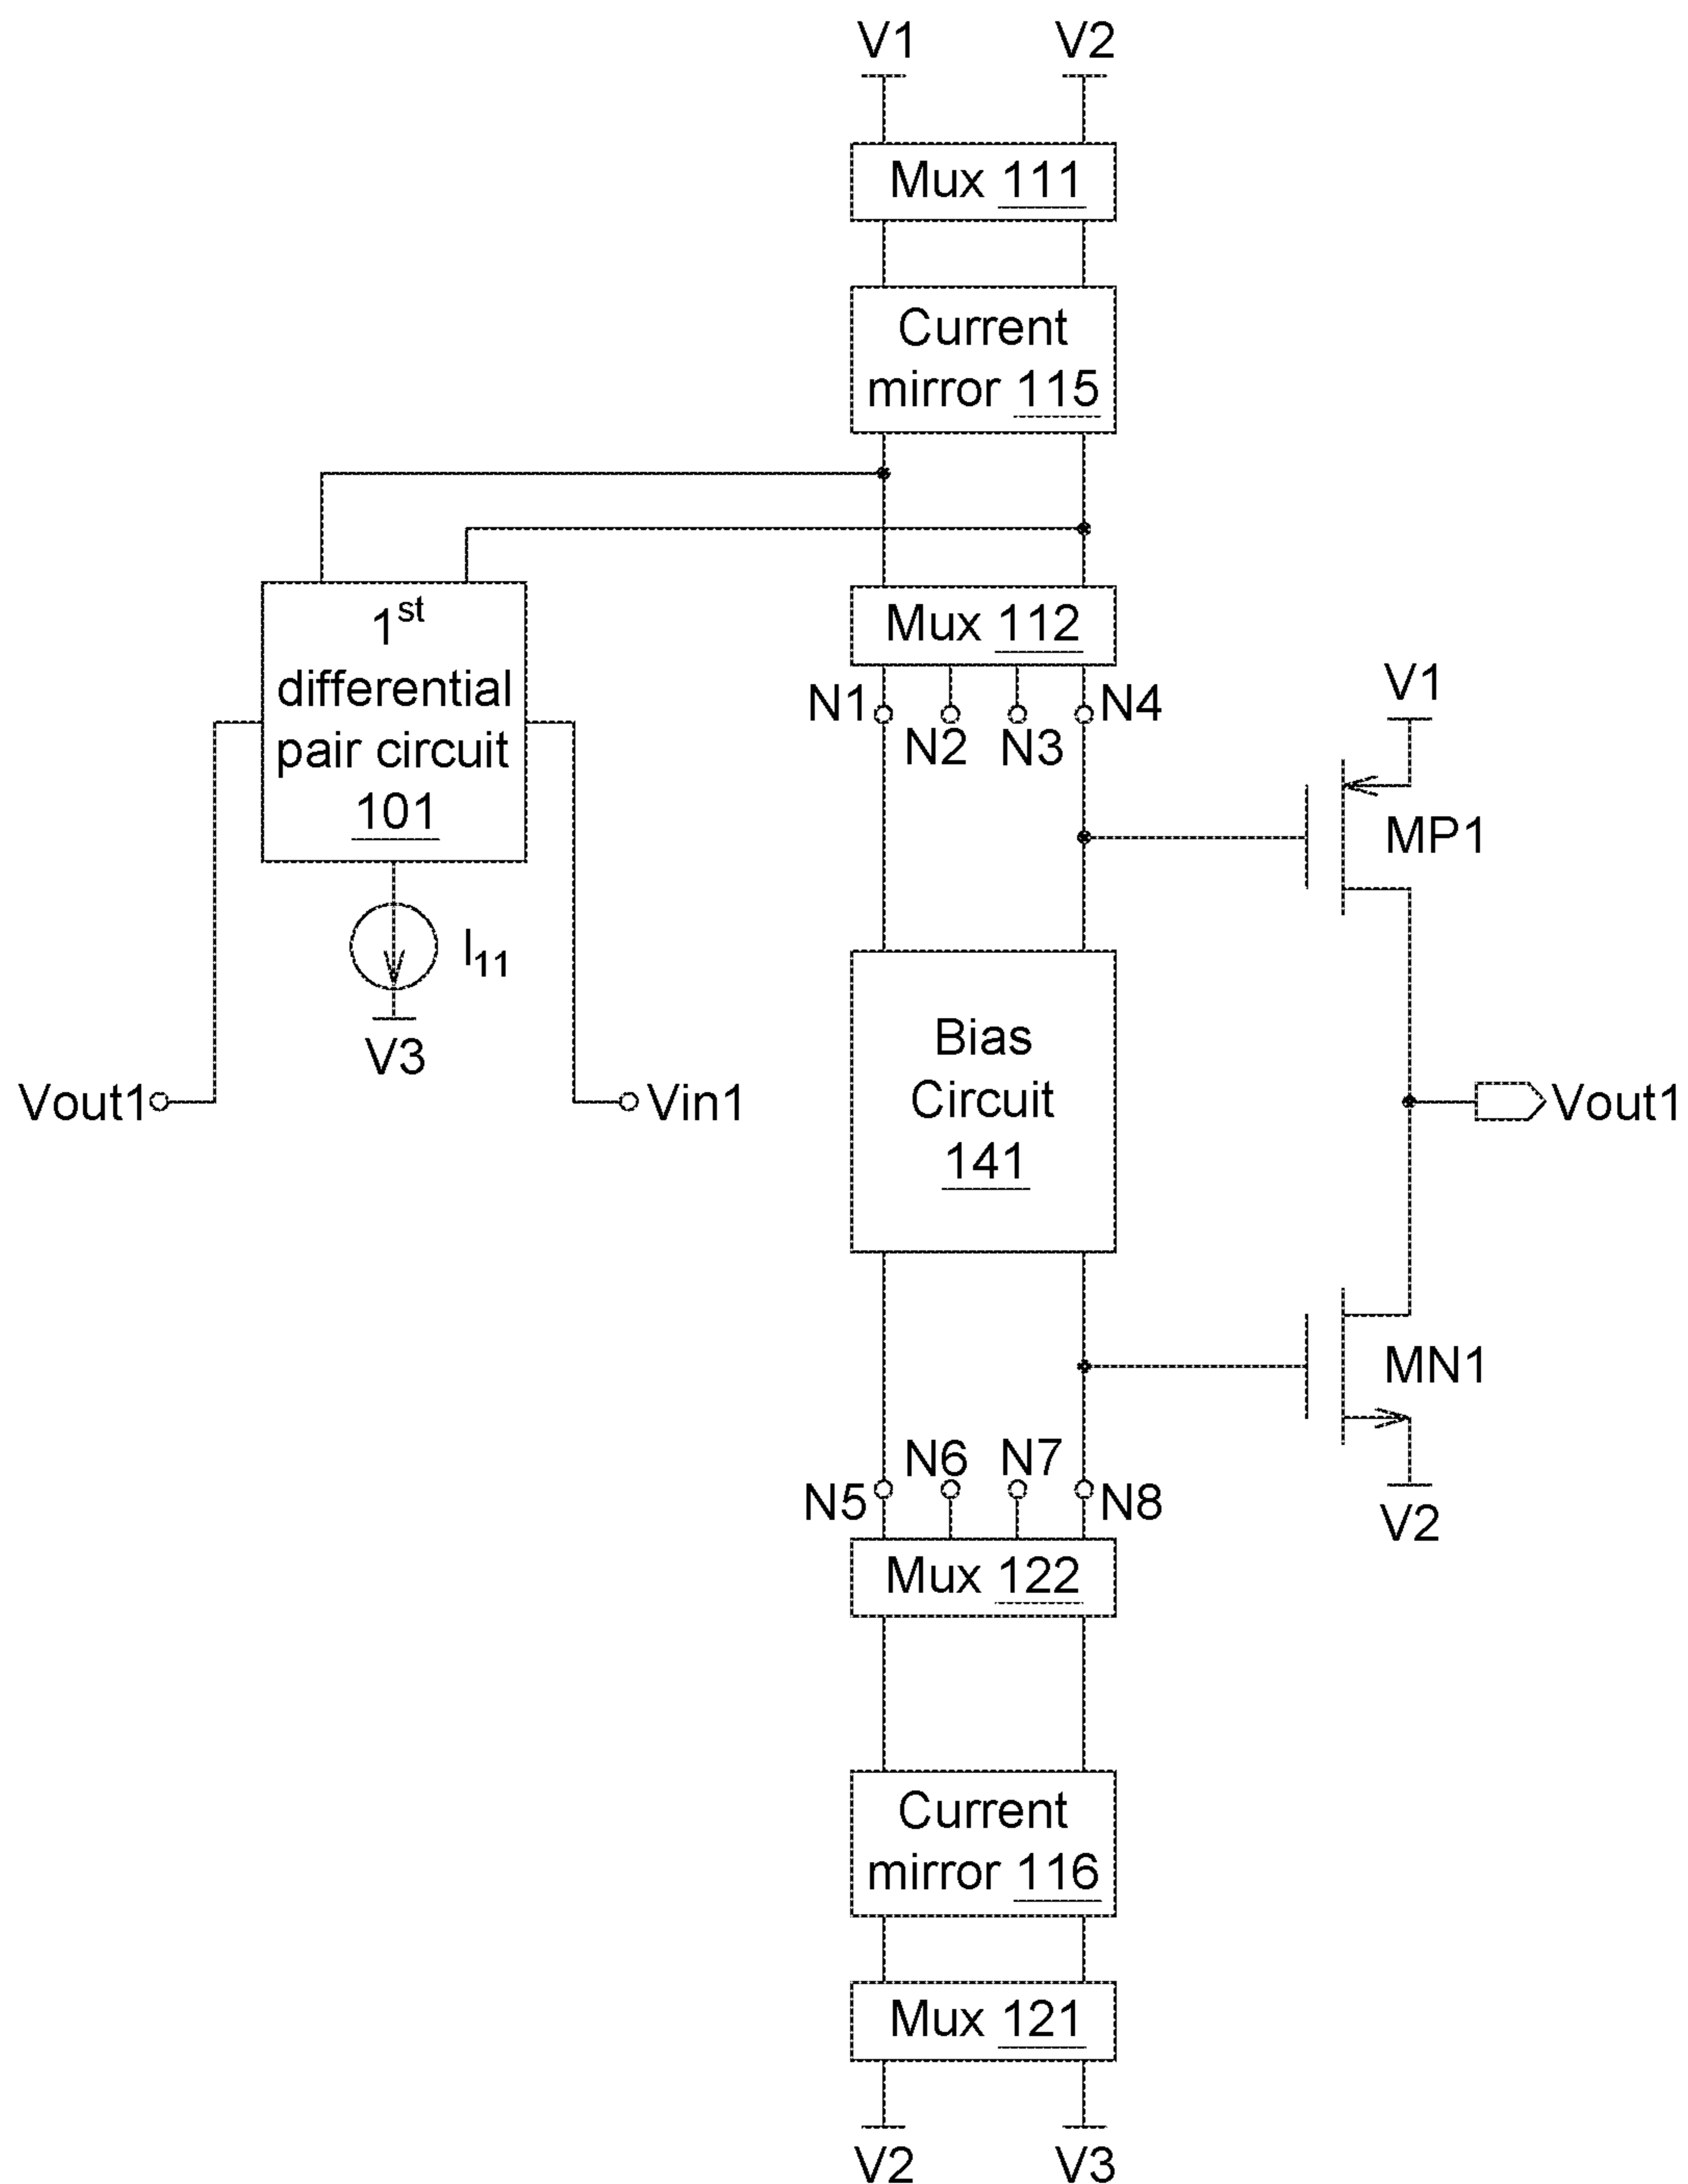 V1 V2
Mux 111
Current
mirror 115
1st
differential
pair circuit
101
Mux 112
N1 N4
N2 N3
V1
MP1
I11
V3
Vout1 Vin1
Bias
Circuit
141
Vout1
MN1
N6 N7
N5 N8
V2
Mux 122
Current
mirror 116
Mux 121
V2 V3